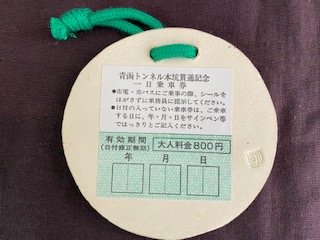 青函トンネル本坑貫通記念
一日乗車券
●市電・市バスにご乗車の際、シールを
はがさずに乗務員に提示してください。
●日付の入っていない乗車券は、ご乗車
する日に、年・月・日をサインペン等
ではっきりとご記入ください。
有効期間
(日付修正無効)
大人料金800円
年 月 日